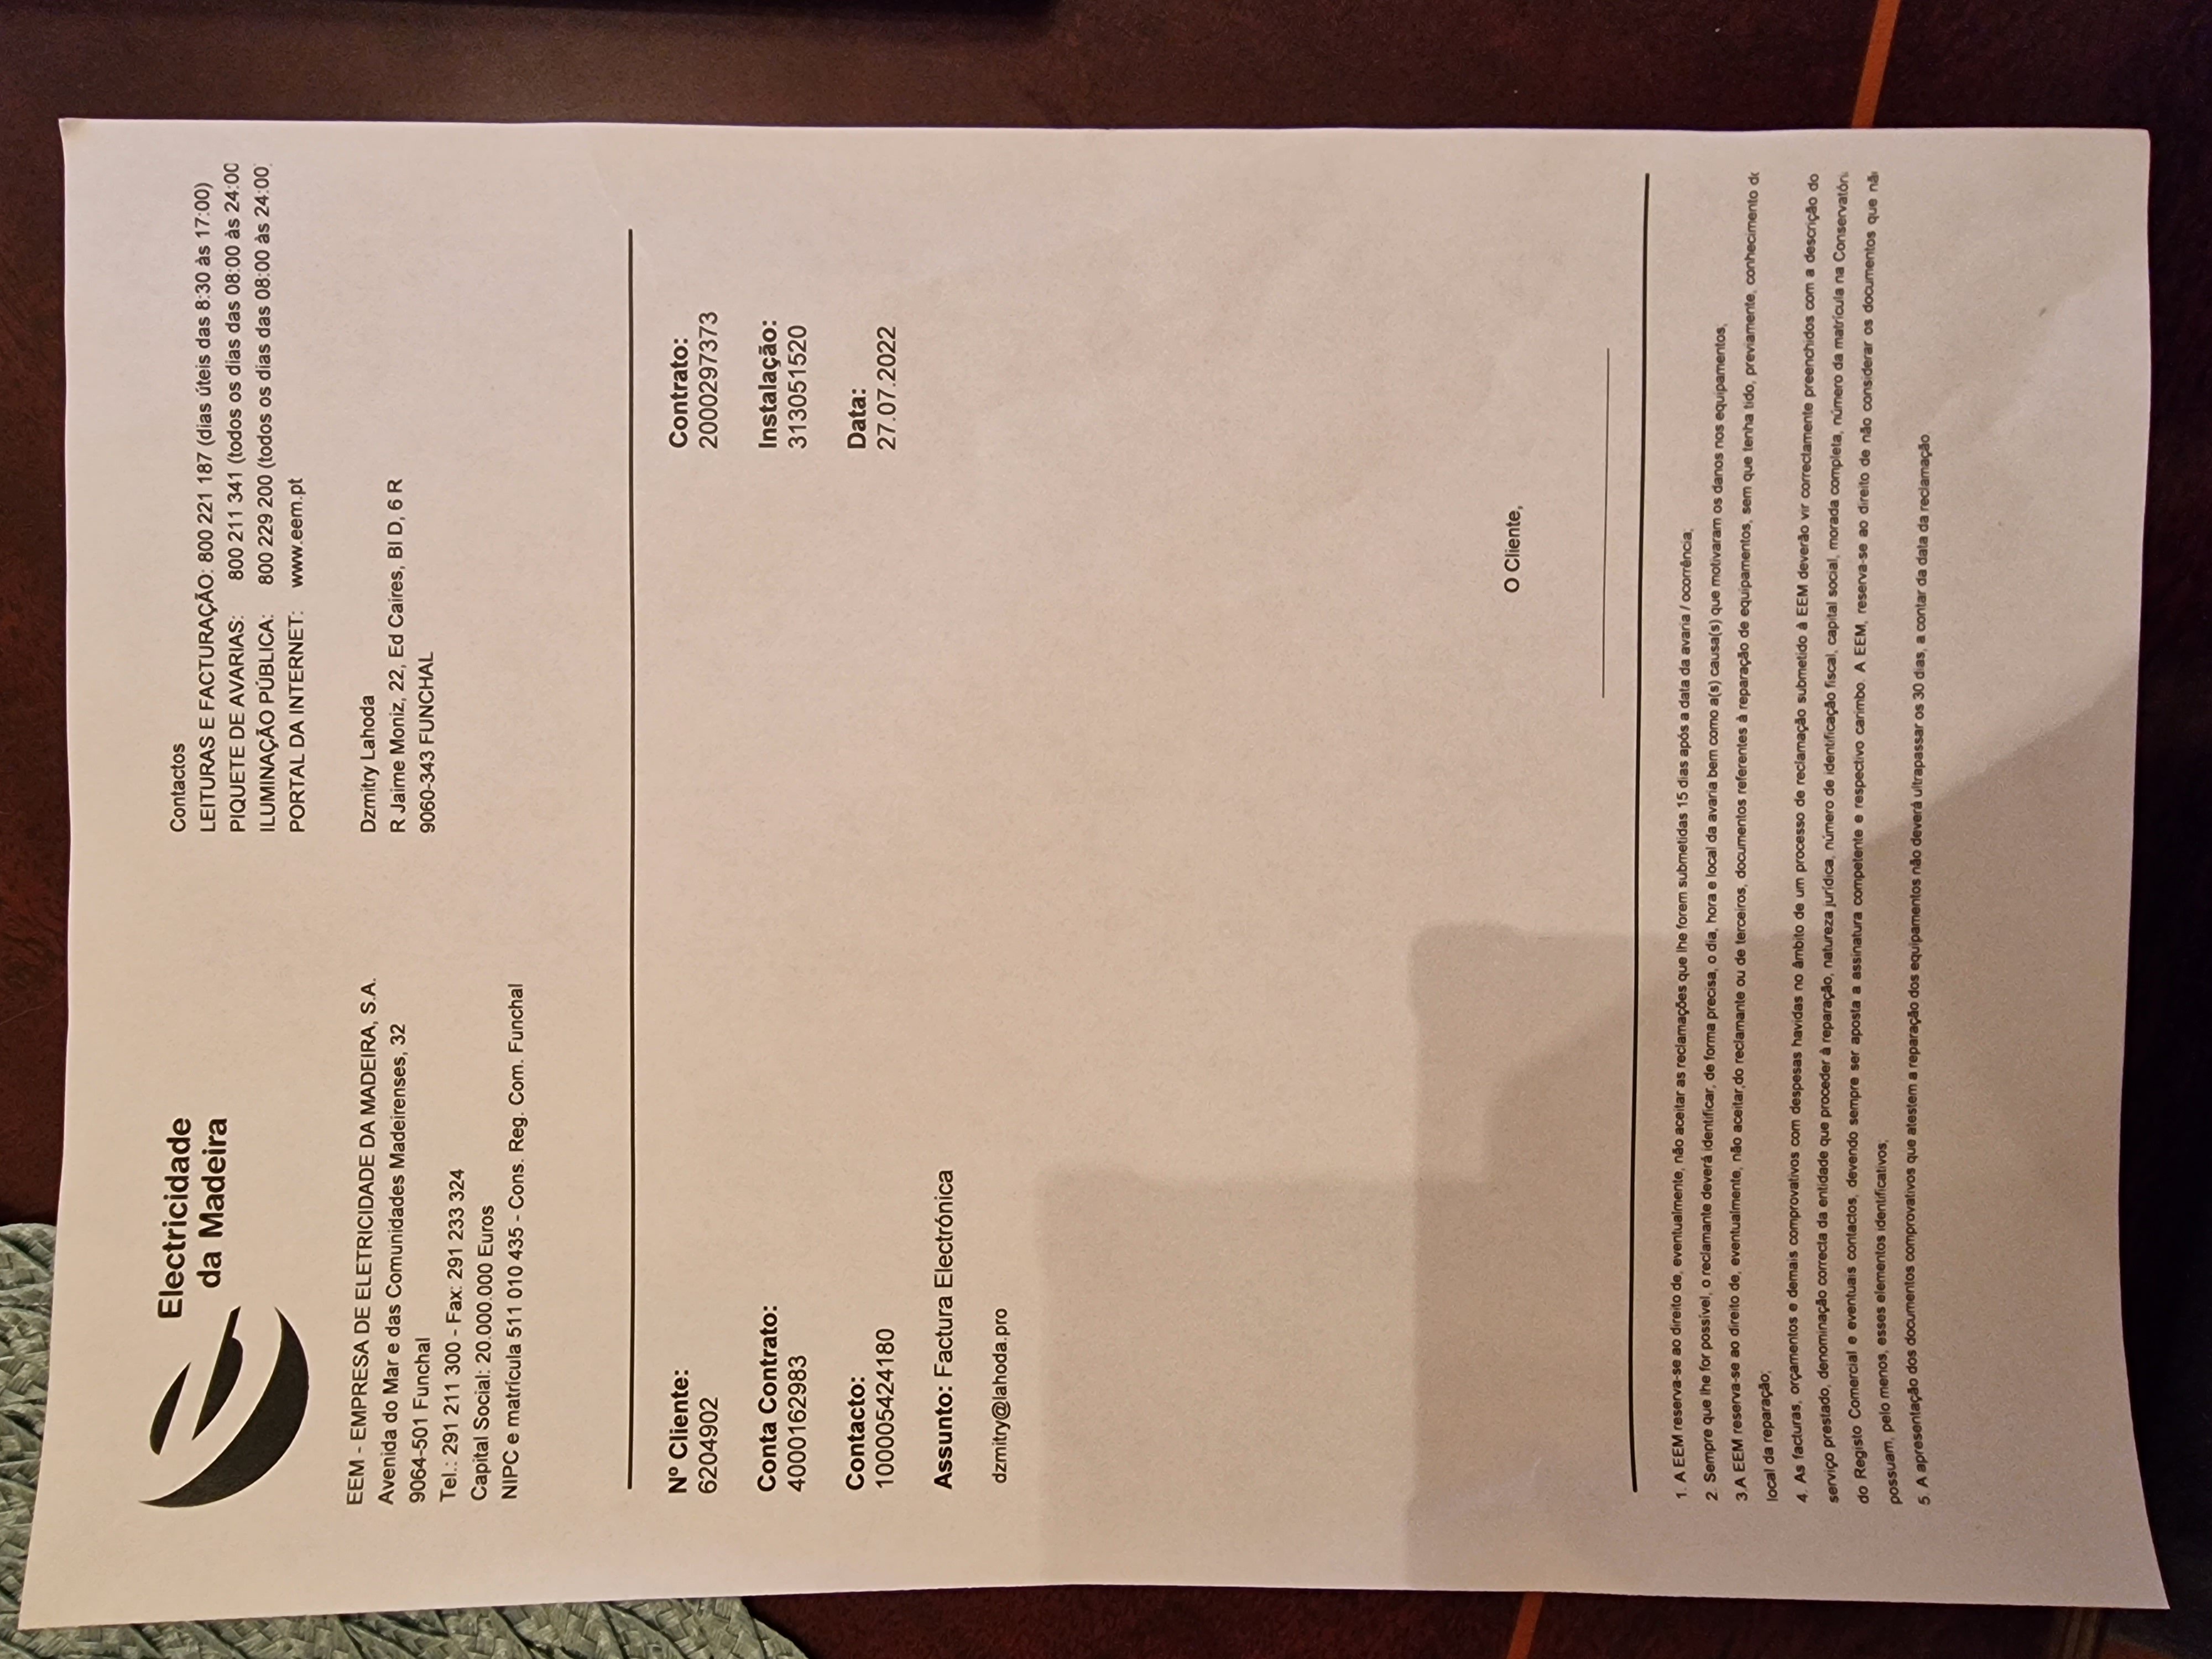 Electricidade
da Madeira
Contactos
LEITURAS E FACTURAÇÃO: 800 221 187 (dias úteis das 8:30 às 17:00)
PIQUETE DE AVARIAS: 800 211 341 (todos os dias das 08:00 às 24:00
ILUMINAÇÃO PÚBLICA: 800 229 200 (todos os dias das 08:00 às 24:00
PORTAL DA INTERNET: www.eem.pt
EEM - EMPRESA DE ELETRICIDADE DA MADEIRA, S.A.
Avenida do Mar e das Comunidades Madeirenses, 32
9064-501 Funchal
Tel.: 291 211 300 - Fax: 291 233 324
Capital Social: 20.000.000 Euros
NIPC e matrícula 511 010 435 - Cons. Reg. Com. Funchal
Dzmitry Lahoda
R Jaime Moniz, 22, Ed Caires, Bl D, 6 R
9060-343 FUNCHAL
Nº Cliente:
6204902
Conta Contrato:
4000162983
Contacto:
100005424180
Contrato:
2000297373
Instalação:
313051520
Data:
27.07.2022
Assunto: Factura Electrónica
dzmitry@lahoda.pro
O Cliente,
1. A EEM reserva-se ao direito de, eventualmente, não aceitar as reclamações que lhe forem submetidas 15 dias após a data da avaria / ocorrência;
2. Sempre que lhe for possível, o reclamante deverá identificar, de forma precisa, o dia, hora e local da avaria bem como a(s) causa(s) que motivaram os danos nos equipamentos;
3.A EEM reserva-se ao direito de, eventualmente, não aceitar,do reclamante ou de terceiros, documentos referentes à reparação de equipamentos, sem que tenha tido, previamente, conhecimento
local da reparação;
4. As facturas, orçamentos e demais comprovativos com despesas havidas no âmbito de um processo de reclamação submetido à EEM deverão vir correctamente preenchidos com a descrição do
serviço prestado, denominação correcta da entidade que proceder à reparação, natureza jurídica, número de identificação fiscal, capital social, morada completa, número da matrícula na
do Registo Comercial e eventuais contactos, devendo sempre ser aposta a assinatura competente e respectivo carimbo. A EEM, reserva-se ao direito de não considerar os documentos que
possuam, pelo menos, esses elementos identificativos;
5. A apresentação dos documentos comprovativos que atestem a reparação dos equipamentos não deverá ultrapassar os 30 dias, a contar da data da reclamação.